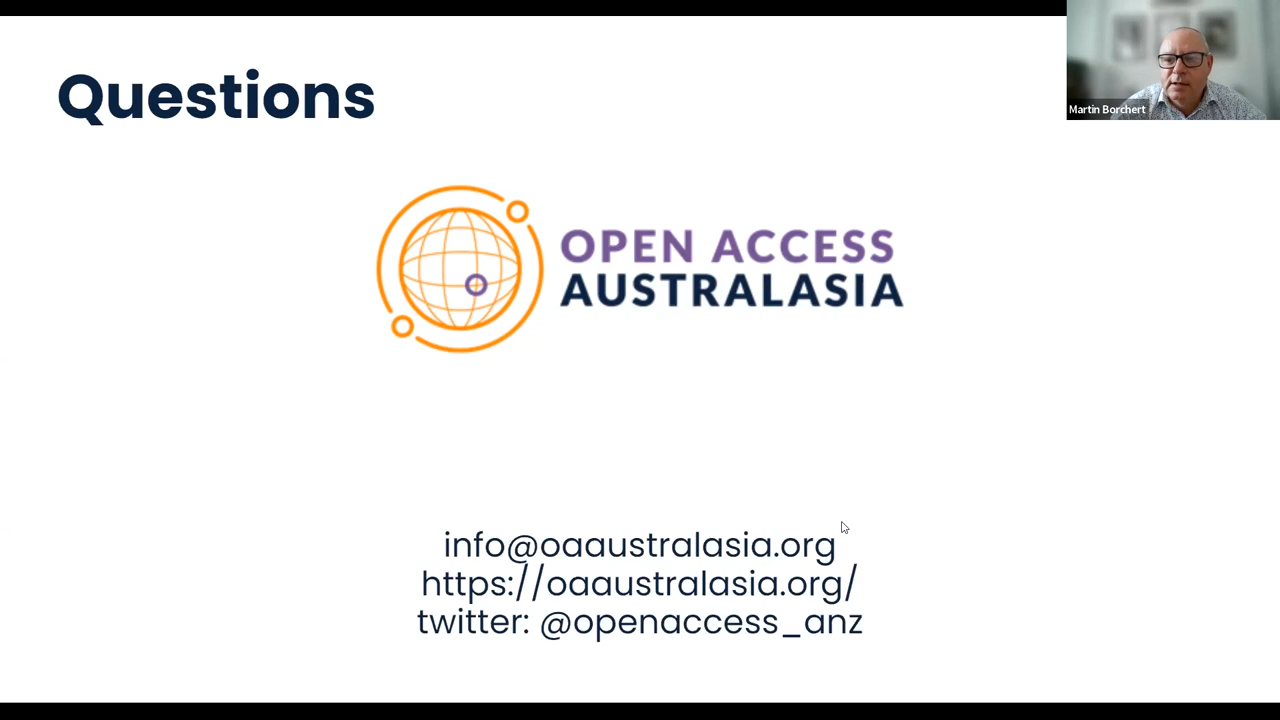 Questions
Martin Borchert
OPEN ACCESS
AUSTRALASIA
info@oaaustralasia.org
https://oaaustralasia.org/
twitter: @openaccess_anz